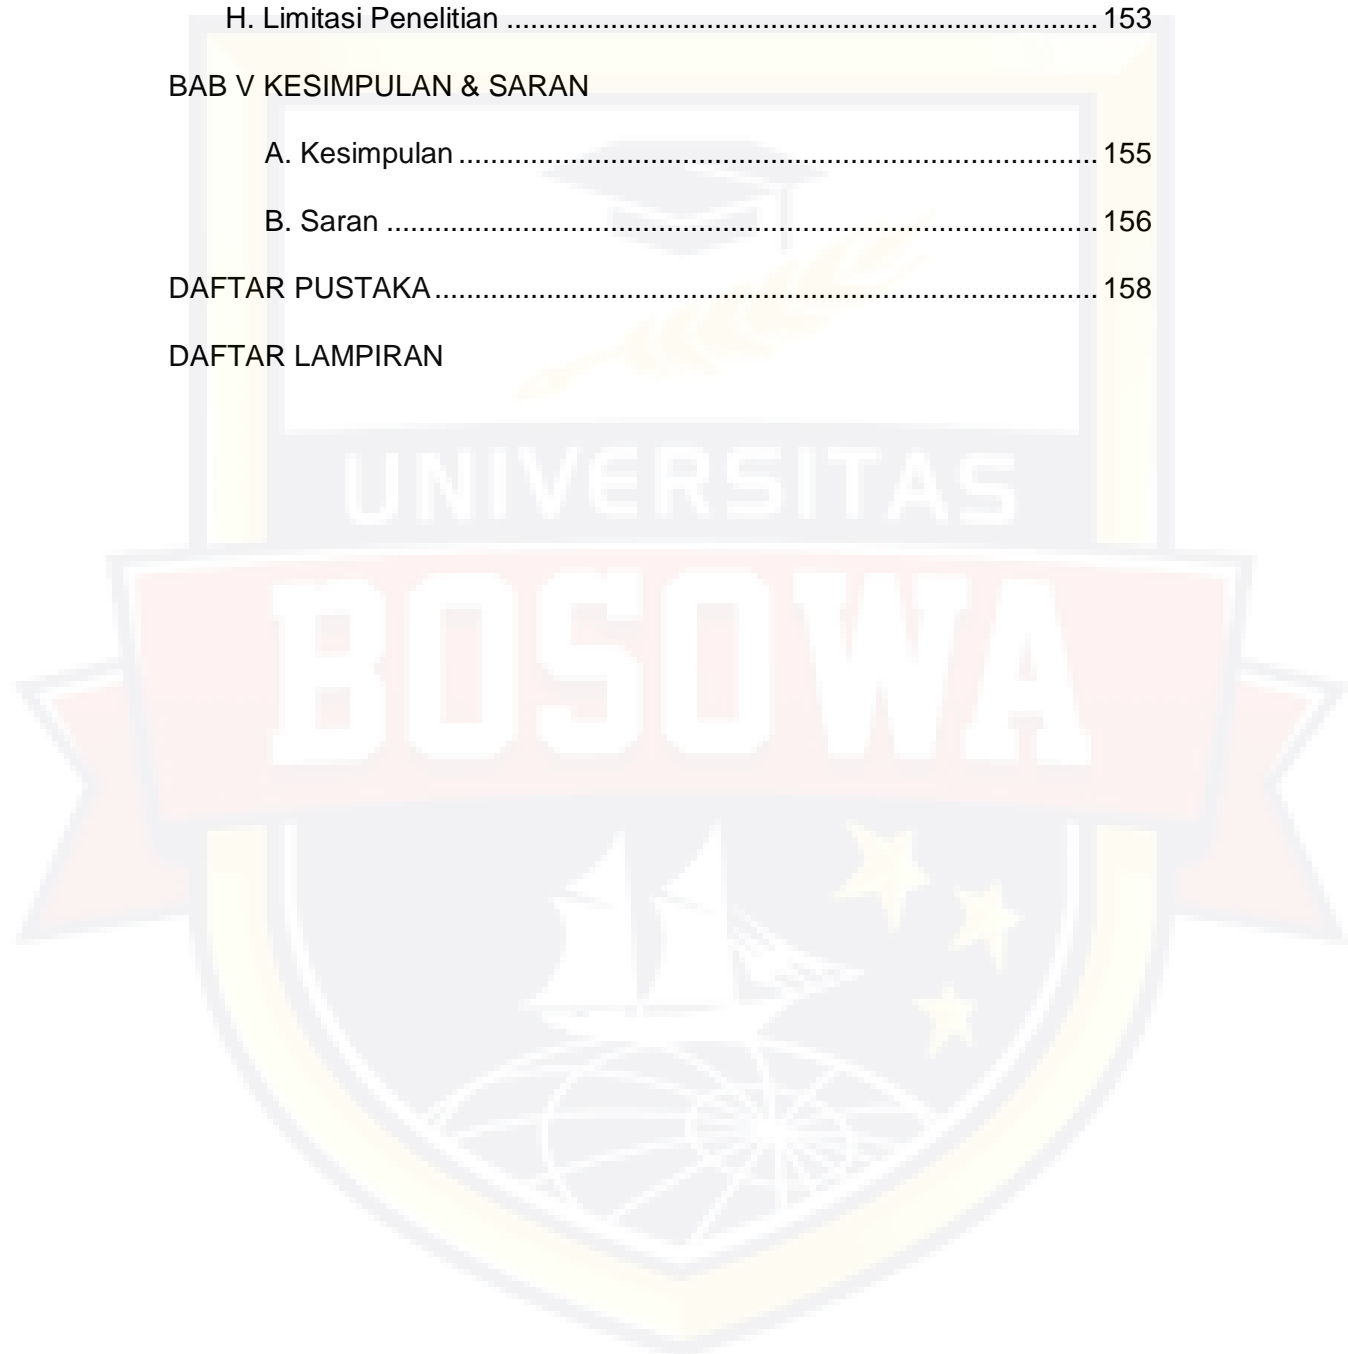 H. Limitasi Penelitian ........................................................................... 153
BAB V KESIMPULAN & SARAN
A. Kesimpulan ................................................................................. 155
B. Saran .......................................................................................... 156
DAFTAR PUSTAKA .................................................................................... 158
DAFTAR LAMPIRAN
UNIVERSITAS
BOSOWA